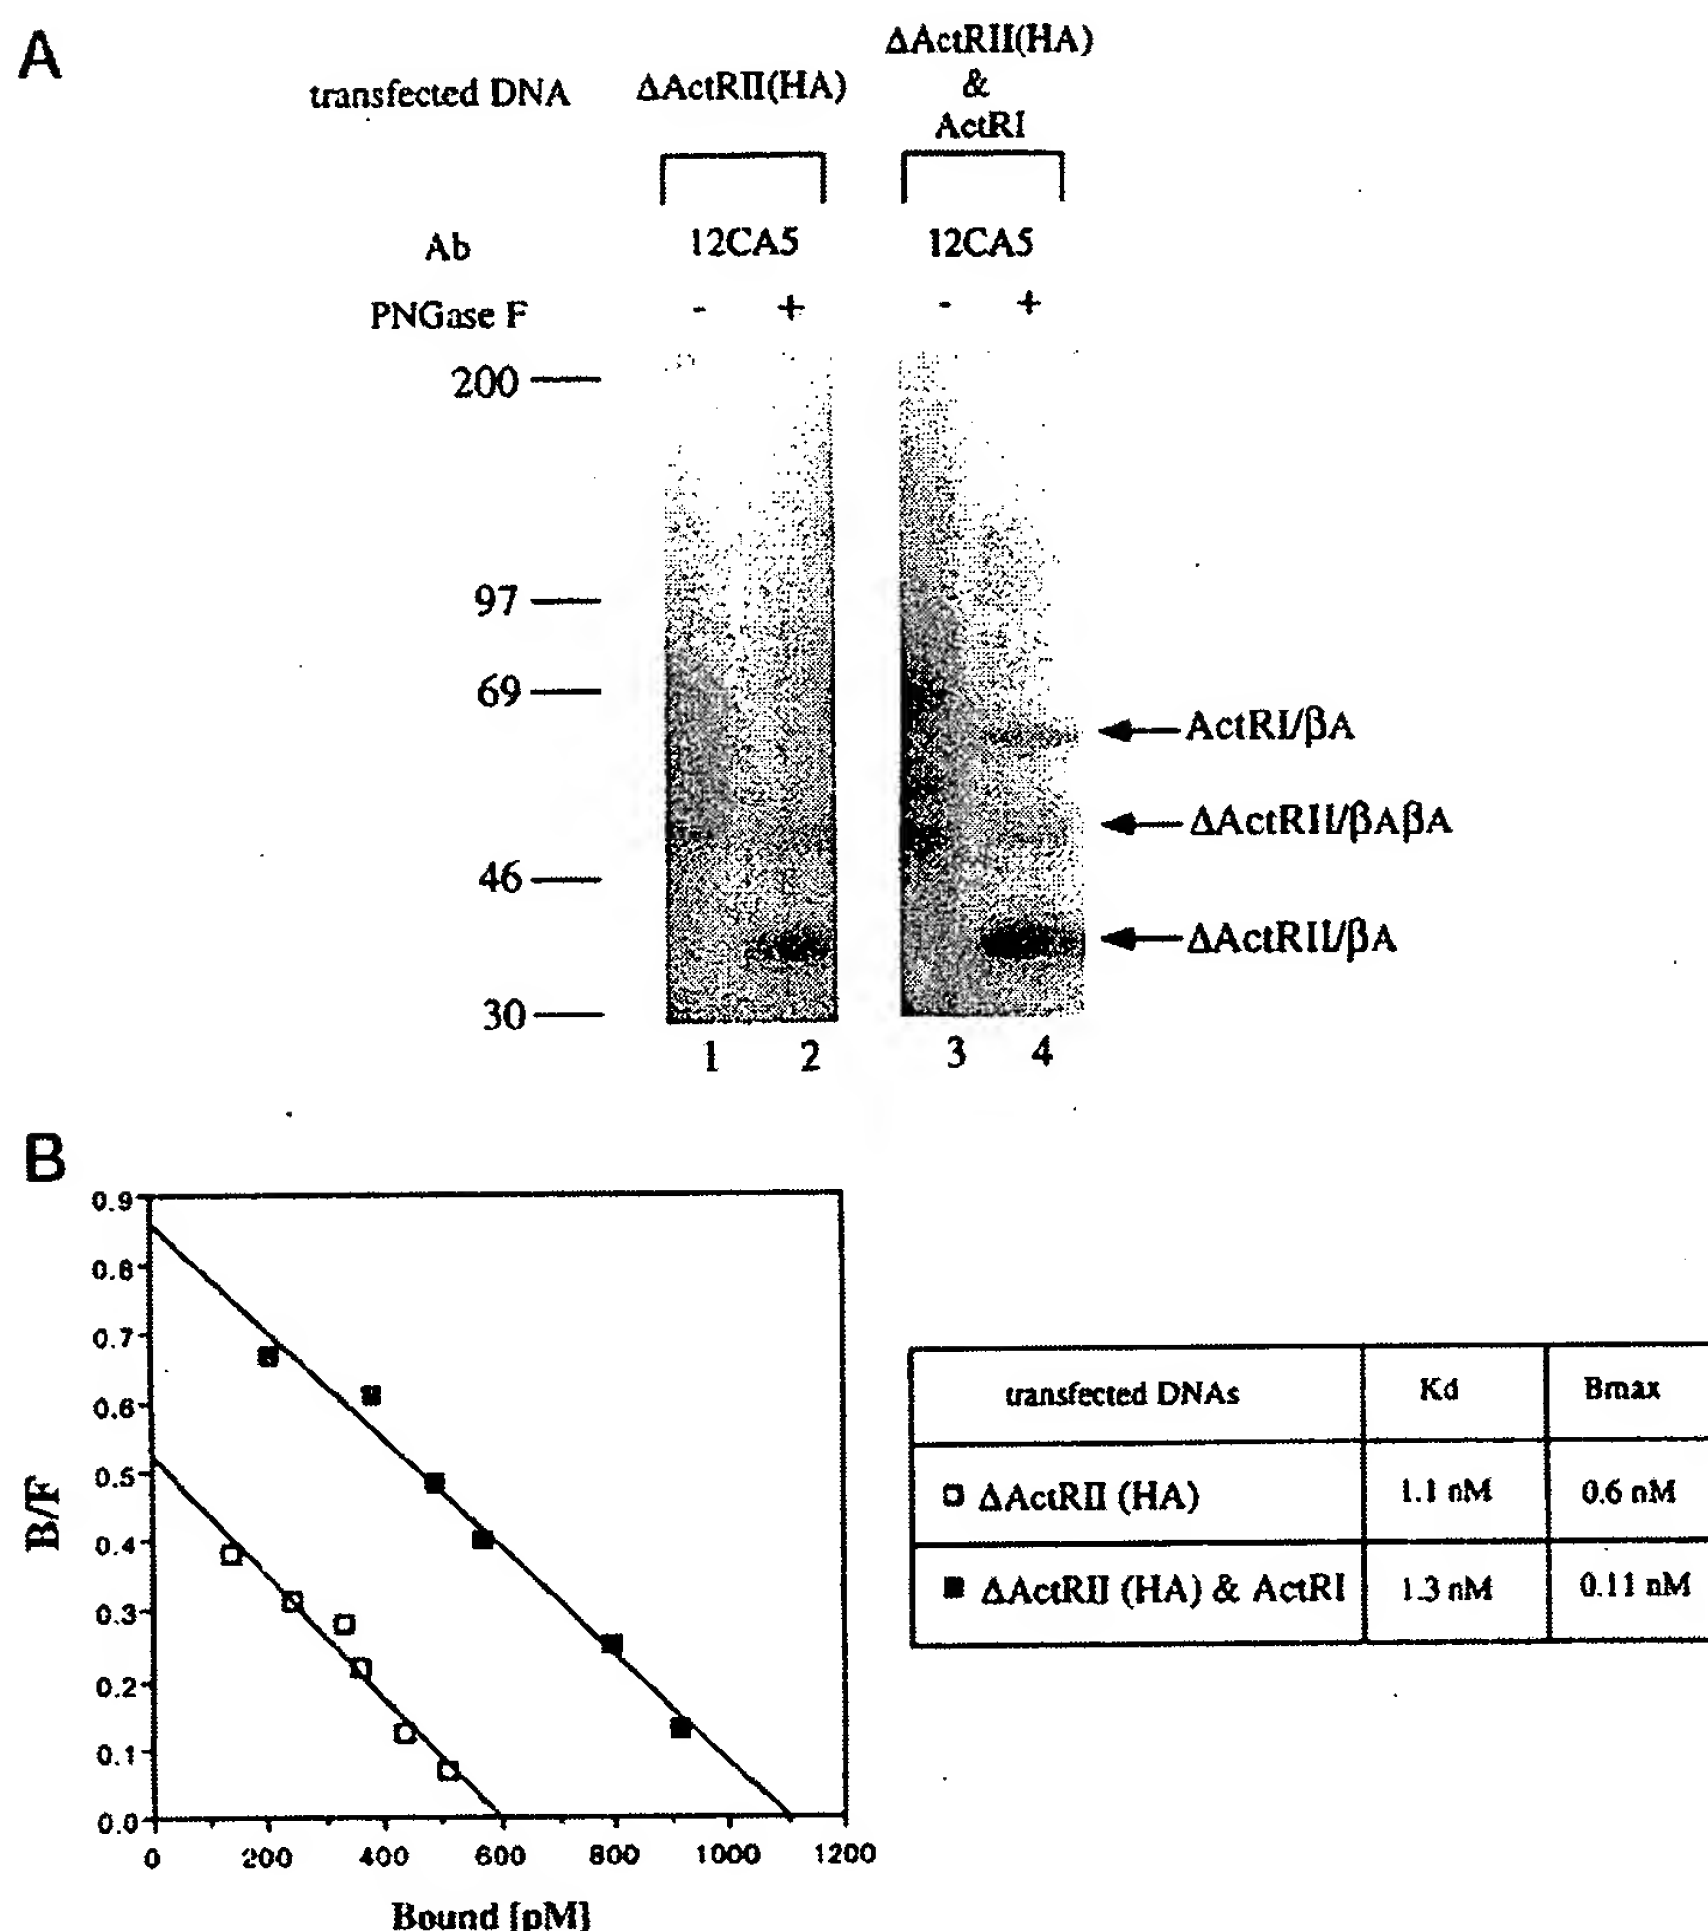 A
transfected DNA
ΔActRII(HA)
ΔActRII(HA)
&
ActRI
Ab
12CA5
12CA5
PNGase F
-
+
-
+
200
97
69
46
30
ActRI/βA
ΔActRII/βAβA
ΔActRII/βA
1
2
3
4
B
0.9
0.8
0.7
0.6
0.5
0.4
0.3
0.2
0.1
0.0
B/F
0
200
400
600
800
1000
1200
Bound [pM]
transfected DNAs
Kd
Bmax
ΔActRII (HA)
1.1 nM
0.6 nM
ΔActRII (HA) & ActRI
1.3 nM
0.11 nM